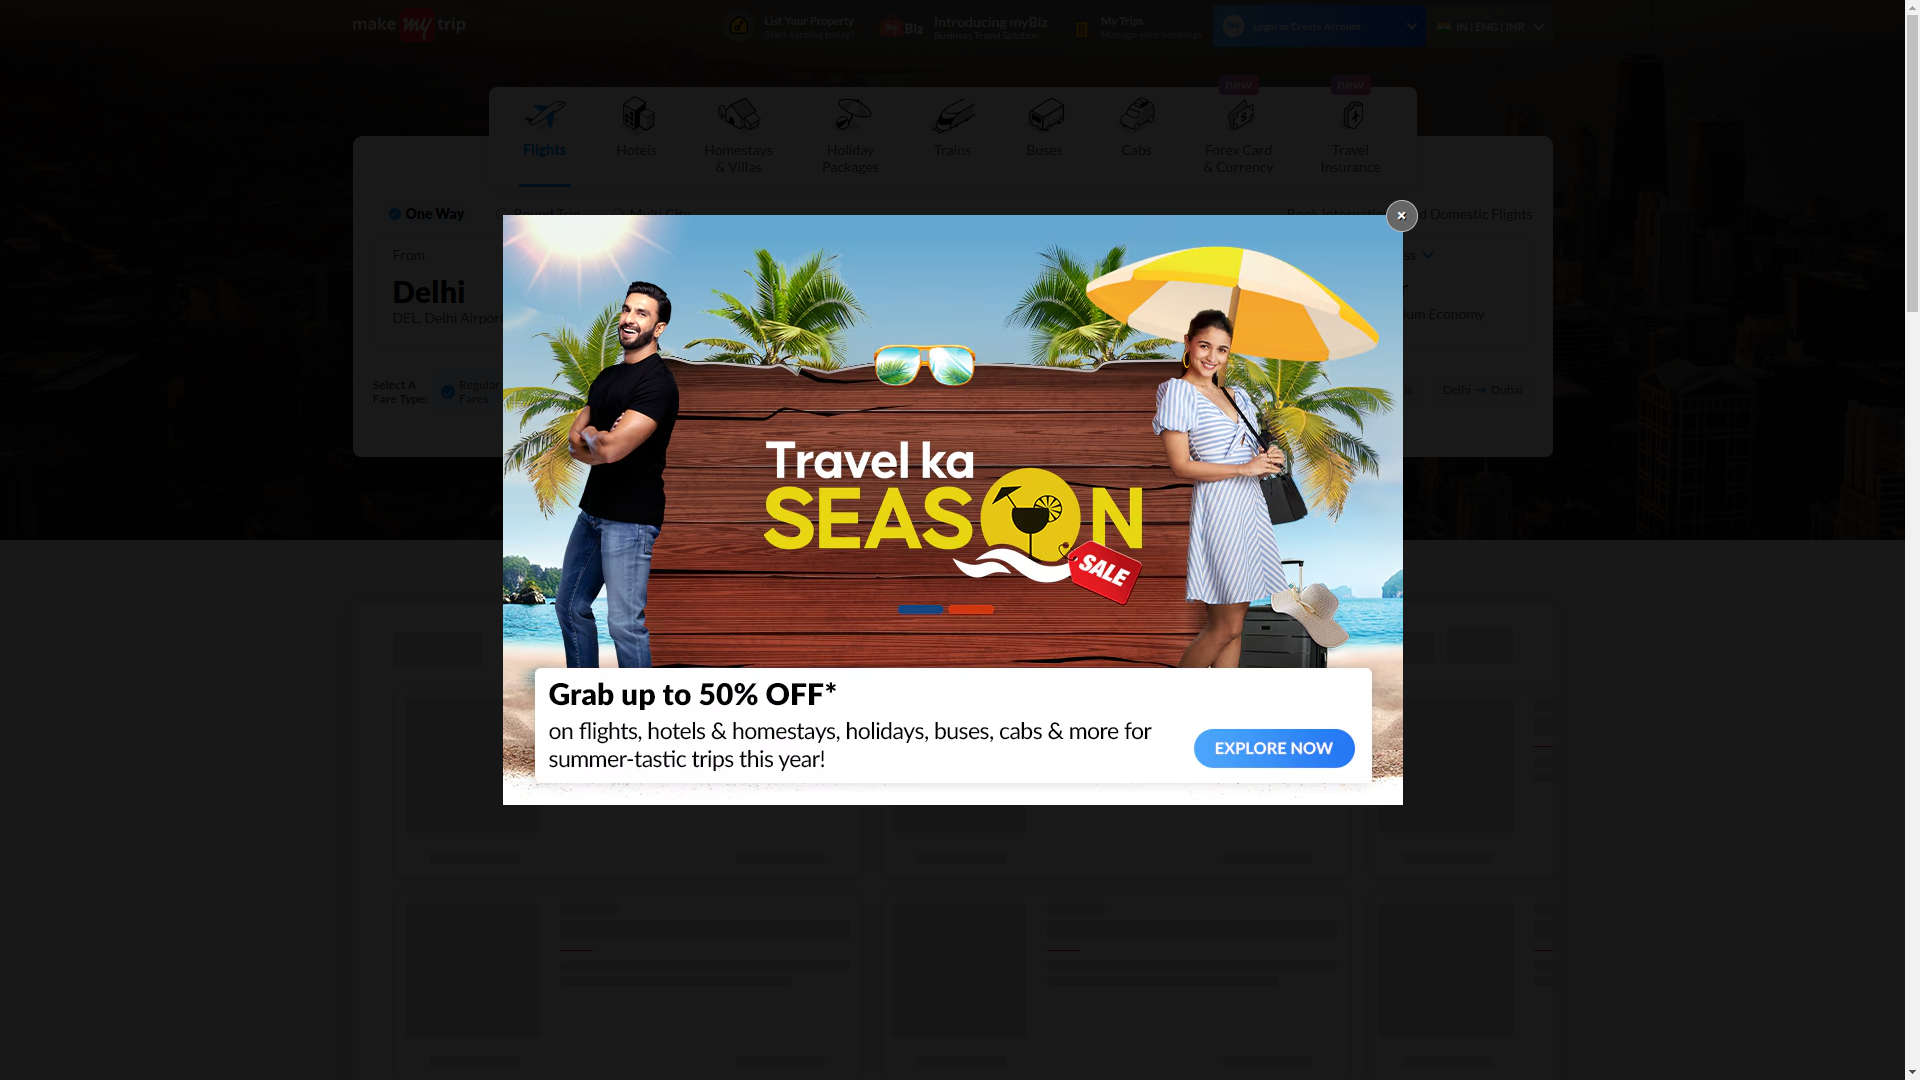 make my trip
List Your Property
Start earning today!
myBiz
Introducing myBiz
Business Travel Solution
My Trips
Manage your bookings
Login or Create Account
IN | ENG | INR
new
new
Flights
Hotels
Homestays
& Villas
Holiday
Packages
Trains
Buses
Cabs
Forex Card
& Currency
Travel
Insurance
One Way
Round Trip
Multi City
Domestic Flights
From
Delhi
DEL, Delhi Airport
Economy
Select A
Fare Type:
Regular
Fares
Delhi → Dubai
×
Travel ka
SEASON
SALE
Grab up to 50% OFF*
on flights, hotels & homestays, holidays, buses, cabs & more for
summer-tastic trips this year!
EXPLORE NOW